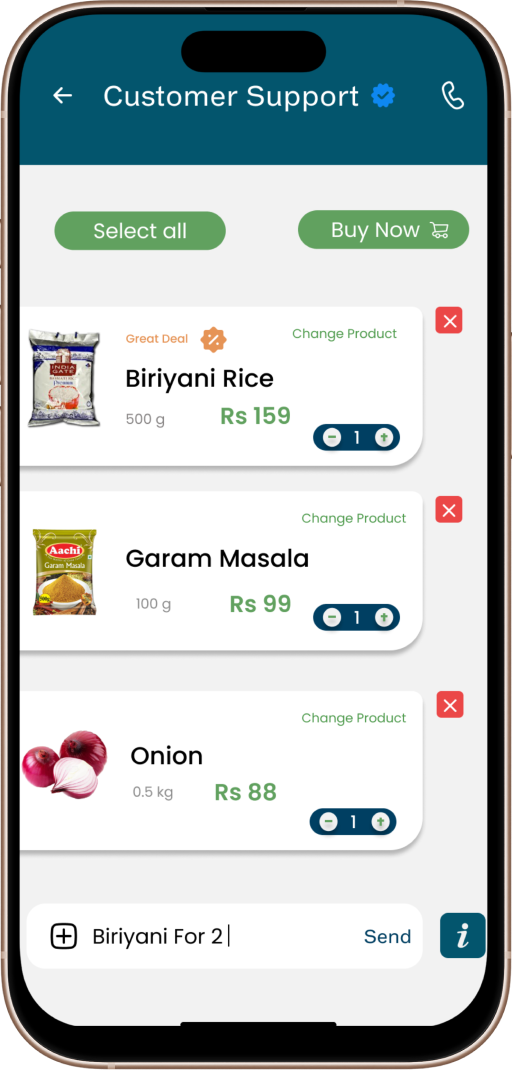 Customer Support
Select all
Buy Now
Great Deal
Change Product
INDIA
GATE
Biriyani Rice
500 g
Rs 159
1
Change Product
Aachi
Garam Masala
Garam Masala
100 g
Rs 99
1
Change Product
Onion
0.5 kg
Rs 88
1
Biriyani For 2
Send
i